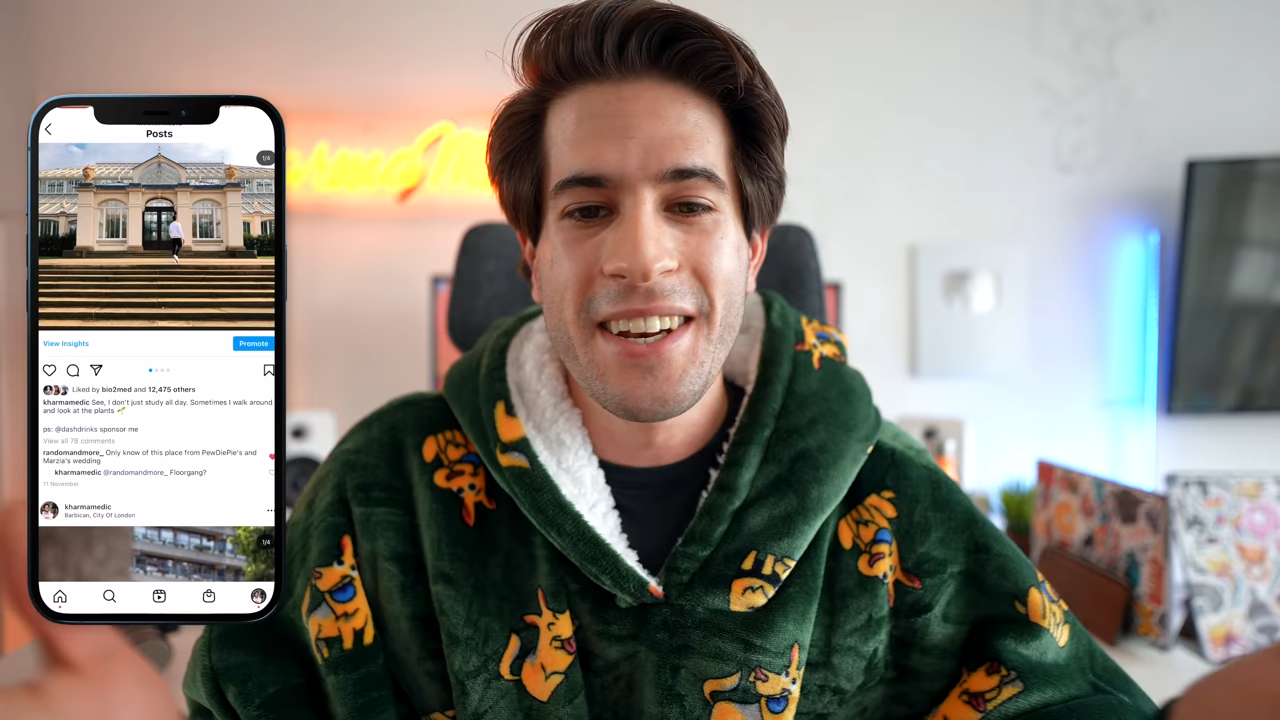 Posts
1/4
View Insights
Promote
Liked by bio2med and 12,475 others
kharmamedic See, I don't just study all day. Sometimes I walk around
and look at the plants 🌱
ps: @dashdrinks sponsor me
View all 78 comments
randomandmore_ Only know of this place from PewDiePie's and
Marzia's wedding
kharmamedic @randomandmore_ Floorgang?
11 November
kharmamedic
Barbican, City Of London
1/4